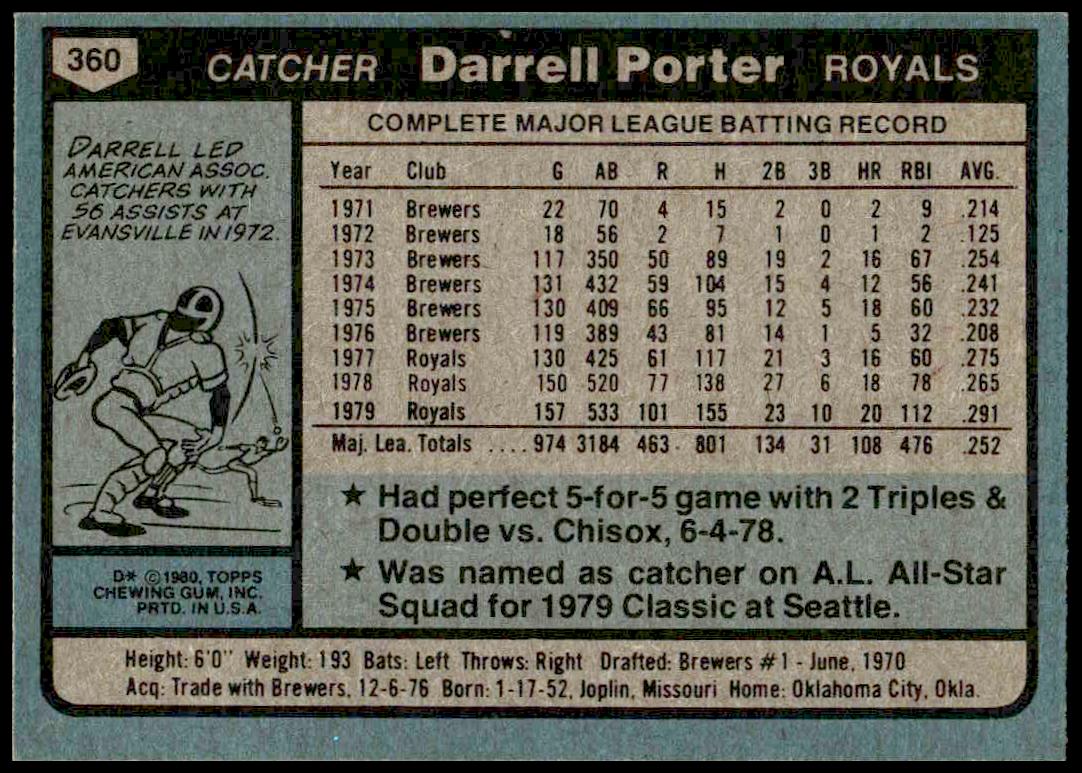 360 CATCHER Darrell Porter ROYALS
DARRELL LED
AMERICAN ASSOC.
CATCHERS WITH
56 ASSISTS AT
EVANSVILLE IN 1972.
D* ©1980, TOPPS
CHEWING GUM, INC.
PRTD. IN U.S.A.
COMPLETE MAJOR LEAGUE BATTING RECORD
Year Club G AB R H 2B 3B HR RBI AVG.
1971 Brewers 22 70 4 15 2 0 2 9 .214
1972 Brewers 18 56 2 7 1 0 1 2 .125
1973 Brewers 117 350 50 89 19 2 16 67 .254
1974 Brewers 131 432 59 104 15 4 12 56 .241
1975 Brewers 130 409 66 95 12 5 18 60 .232
1976 Brewers 119 389 43 81 14 1 5 32 .208
1977 Royals 130 425 61 117 21 3 16 60 .275
1978 Royals 150 520 77 138 27 6 18 78 .265
1979 Royals 157 533 101 155 23 10 20 112 .291
Maj. Lea. Totals .... 974 3184 463 801 134 31 108 476 .252
★ Had perfect 5-for-5 game with 2 Triples &
Double vs. Chisox, 6-4-78.
★ Was named as catcher on A.L. All-Star
Squad for 1979 Classic at Seattle.
Height: 6'0" Weight: 193 Bats: Left Throws: Right Drafted: Brewers #1 - June, 1970
Acq: Trade with Brewers, 12-6-76 Born: 1-17-52, Joplin, Missouri Home: Oklahoma City, Okla.